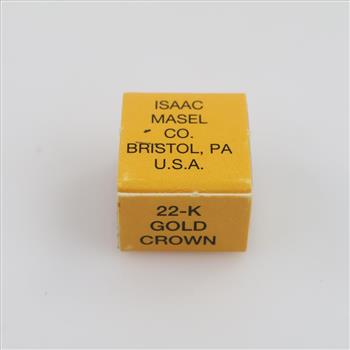 ISAAC
MASEL
CO.
BRISTOL, PA
U.S.A.
22-K
GOLD
CROWN